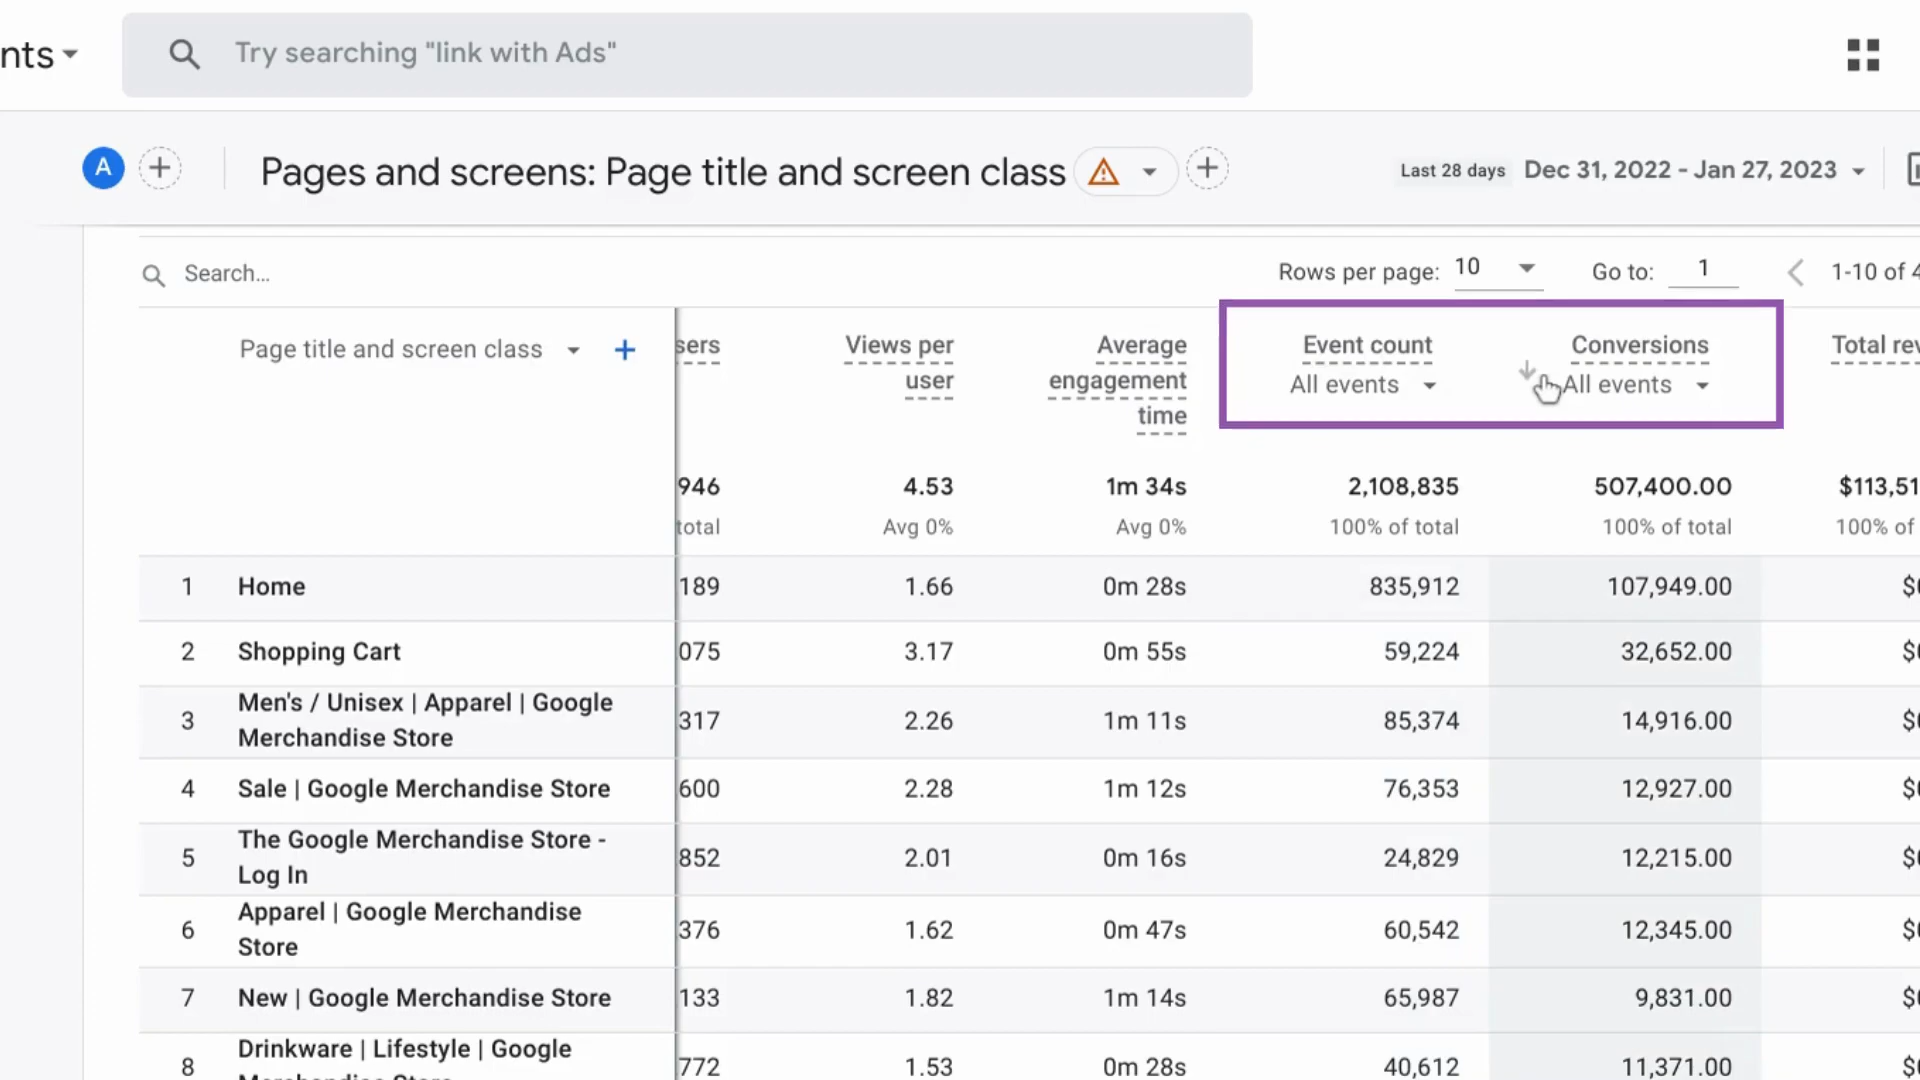 nts
Try searching "link with Ads"
A
Pages and screens: Page title and screen class
Last 28 days Dec 31, 2022 - Jan 27, 2023
Search...
Rows per page: 10 Go to: 1 1-10 of 4
Page title and screen class + sers Views per user Average engagement time Event count All events Conversions All events Total rev
946 4.53 1m 34s 2,108,835 507,400.00 $113,51
total Avg 0% Avg 0% 100% of total 100% of total 100% of
1 Home 189 1.66 0m 28s 835,912 107,949.00 $
2 Shopping Cart 075 3.17 0m 55s 59,224 32,652.00 $
3 Men's / Unisex | Apparel | Google Merchandise Store 317 2.26 1m 11s 85,374 14,916.00 $
4 Sale | Google Merchandise Store 600 2.28 1m 12s 76,353 12,927.00 $
5 The Google Merchandise Store - Log In 852 2.01 0m 16s 24,829 12,215.00 $
6 Apparel | Google Merchandise Store 376 1.62 0m 47s 60,542 12,345.00 $
7 New | Google Merchandise Store 133 1.82 1m 14s 65,987 9,831.00 $
8 Drinkware | Lifestyle | Google 772 1.53 0m 28s 40,612 11,371.00 $